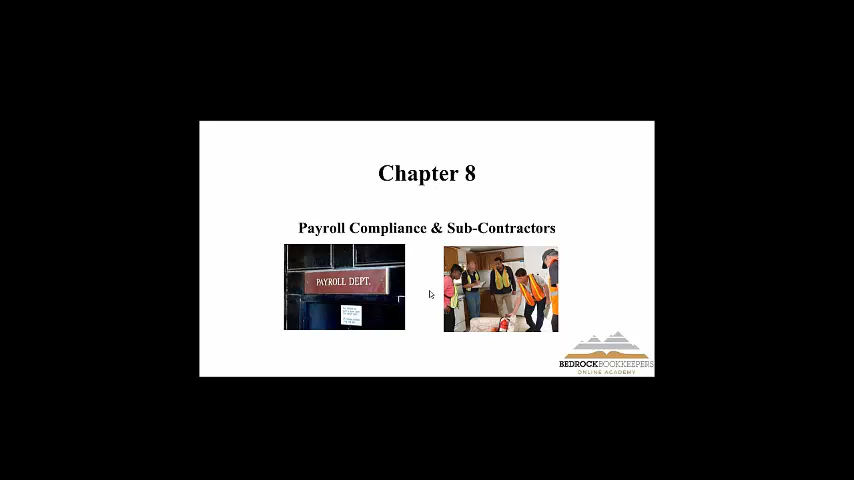 Chapter 8
Payroll Compliance & Sub-Contractors
PAYROLL DEPT.
BEDROCKBOOKKEEPERS
ONLINE ACADEMY